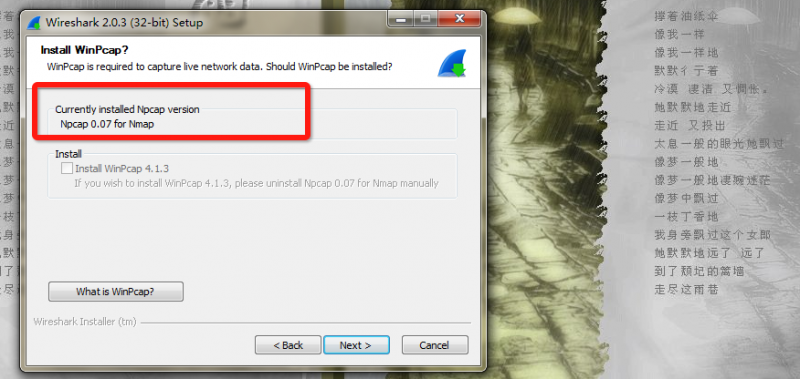 Wireshark 2.0.3 (32-bit) Setup
Install WinPcap?
WinPcap is required to capture live network data. Should WinPcap be installed?
Currently installed Npcap version
Npcap 0.07 for Nmap
Install
Install WinPcap 4.1.3
If you wish to install WinPcap 4.1.3, please uninstall Npcap 0.07 for Nmap manually
What is WinPcap?
Wireshark Installer (tm)
< Back
Next >
Cancel
撑着油纸伞
像我一样
像我一样地
默默彳亍着
冷漠 凄清 又惆怅。
她默默地走近
走近 又投出
太息一般的眼光她飘过
像梦一般地
像梦一般地凄婉迷茫
像梦中飘过
一枝丁香地
我身旁飘过这个女郎
她默默地远了 远了
到了颓圮的篱墙
走尽这雨巷